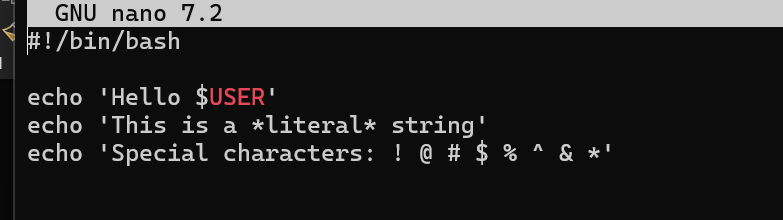 GNU nano 7.2
#!/bin/bash
echo 'Hello $USER'
echo 'This is a *literal* string'
echo 'Special characters: ! @ # $ % ^ & *'